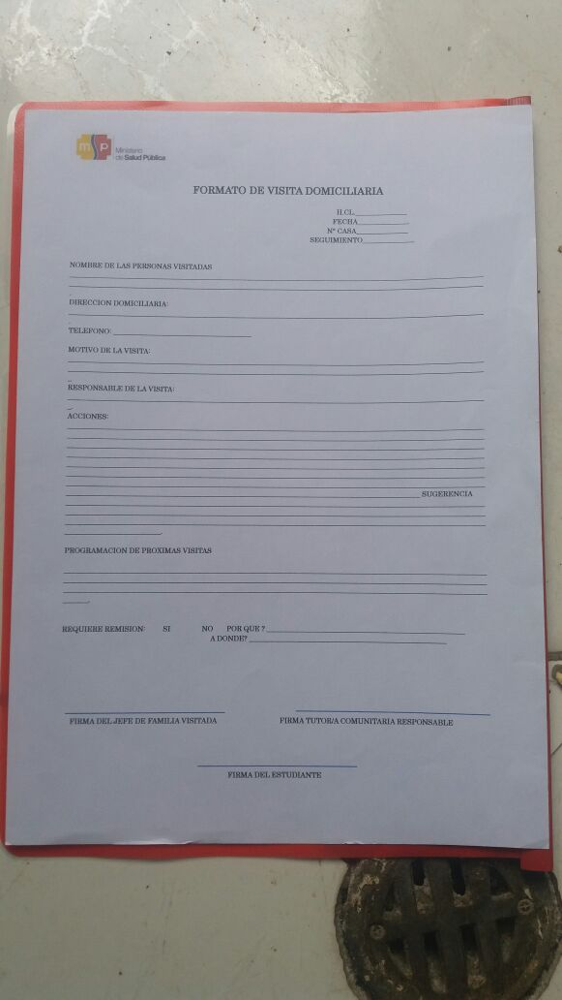 msp Ministerio
de Salud Pública
FORMATO DE VISITA DOMICILIARIA
H.CL.
FECHA
N° CASA
SEGUIMIENTO
NOMBRE DE LAS PERSONAS VISITADAS
DIRECCION DOMICILIARIA:
TELEFONO:
MOTIVO DE LA VISITA:
RESPONSABLE DE LA VISITA:
ACCIONES:
SUGERENCIA
PROGRAMACION DE PROXIMAS VISITAS
REQUIERE REMISION: SI NO POR QUE ?
A DONDE?
FIRMA DEL JEFE DE FAMILIA VISITADA FIRMA TUTOR/A COMUNITARIA RESPONSABLE
FIRMA DEL ESTUDIANTE